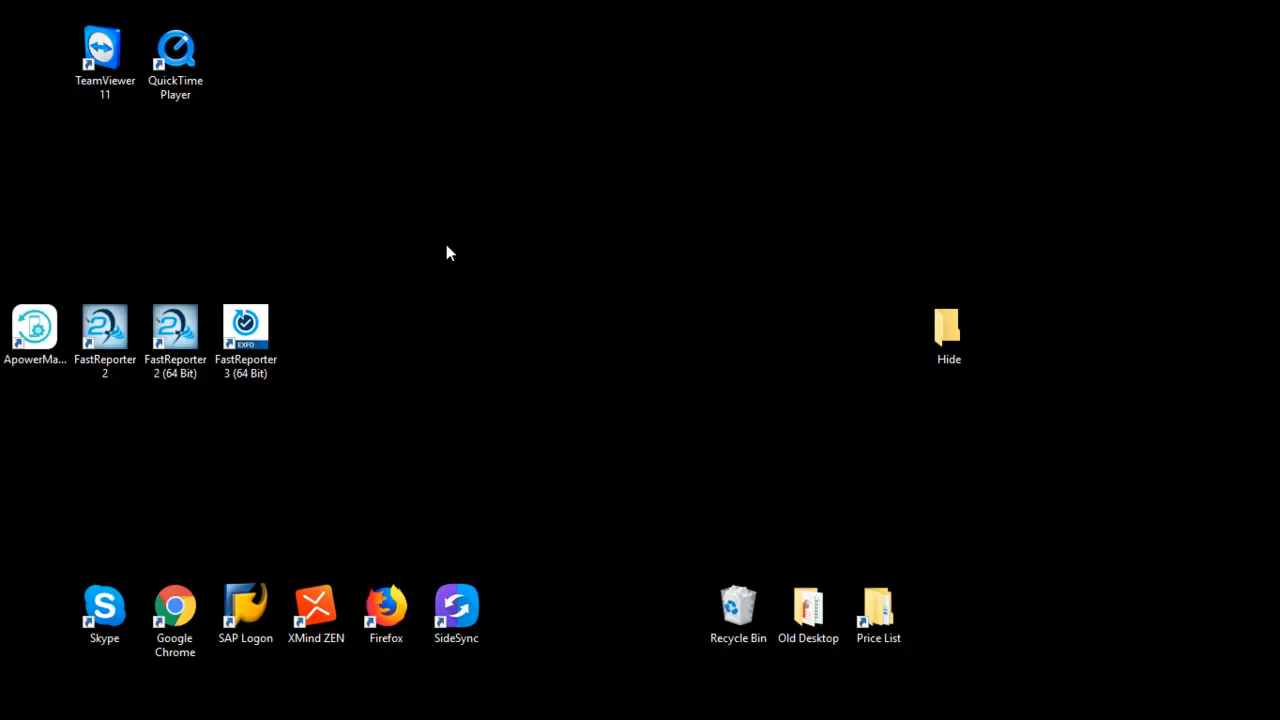 TeamViewer 11
QuickTime Player
ApowerMa...
FastReporter 2
FastReporter 2 (64 Bit)
EXFO
FastReporter 3 (64 Bit)
Hide
Skype
Google Chrome
SAP Logon
XMind ZEN
Firefox
SideSync
Recycle Bin
Old Desktop
Price List